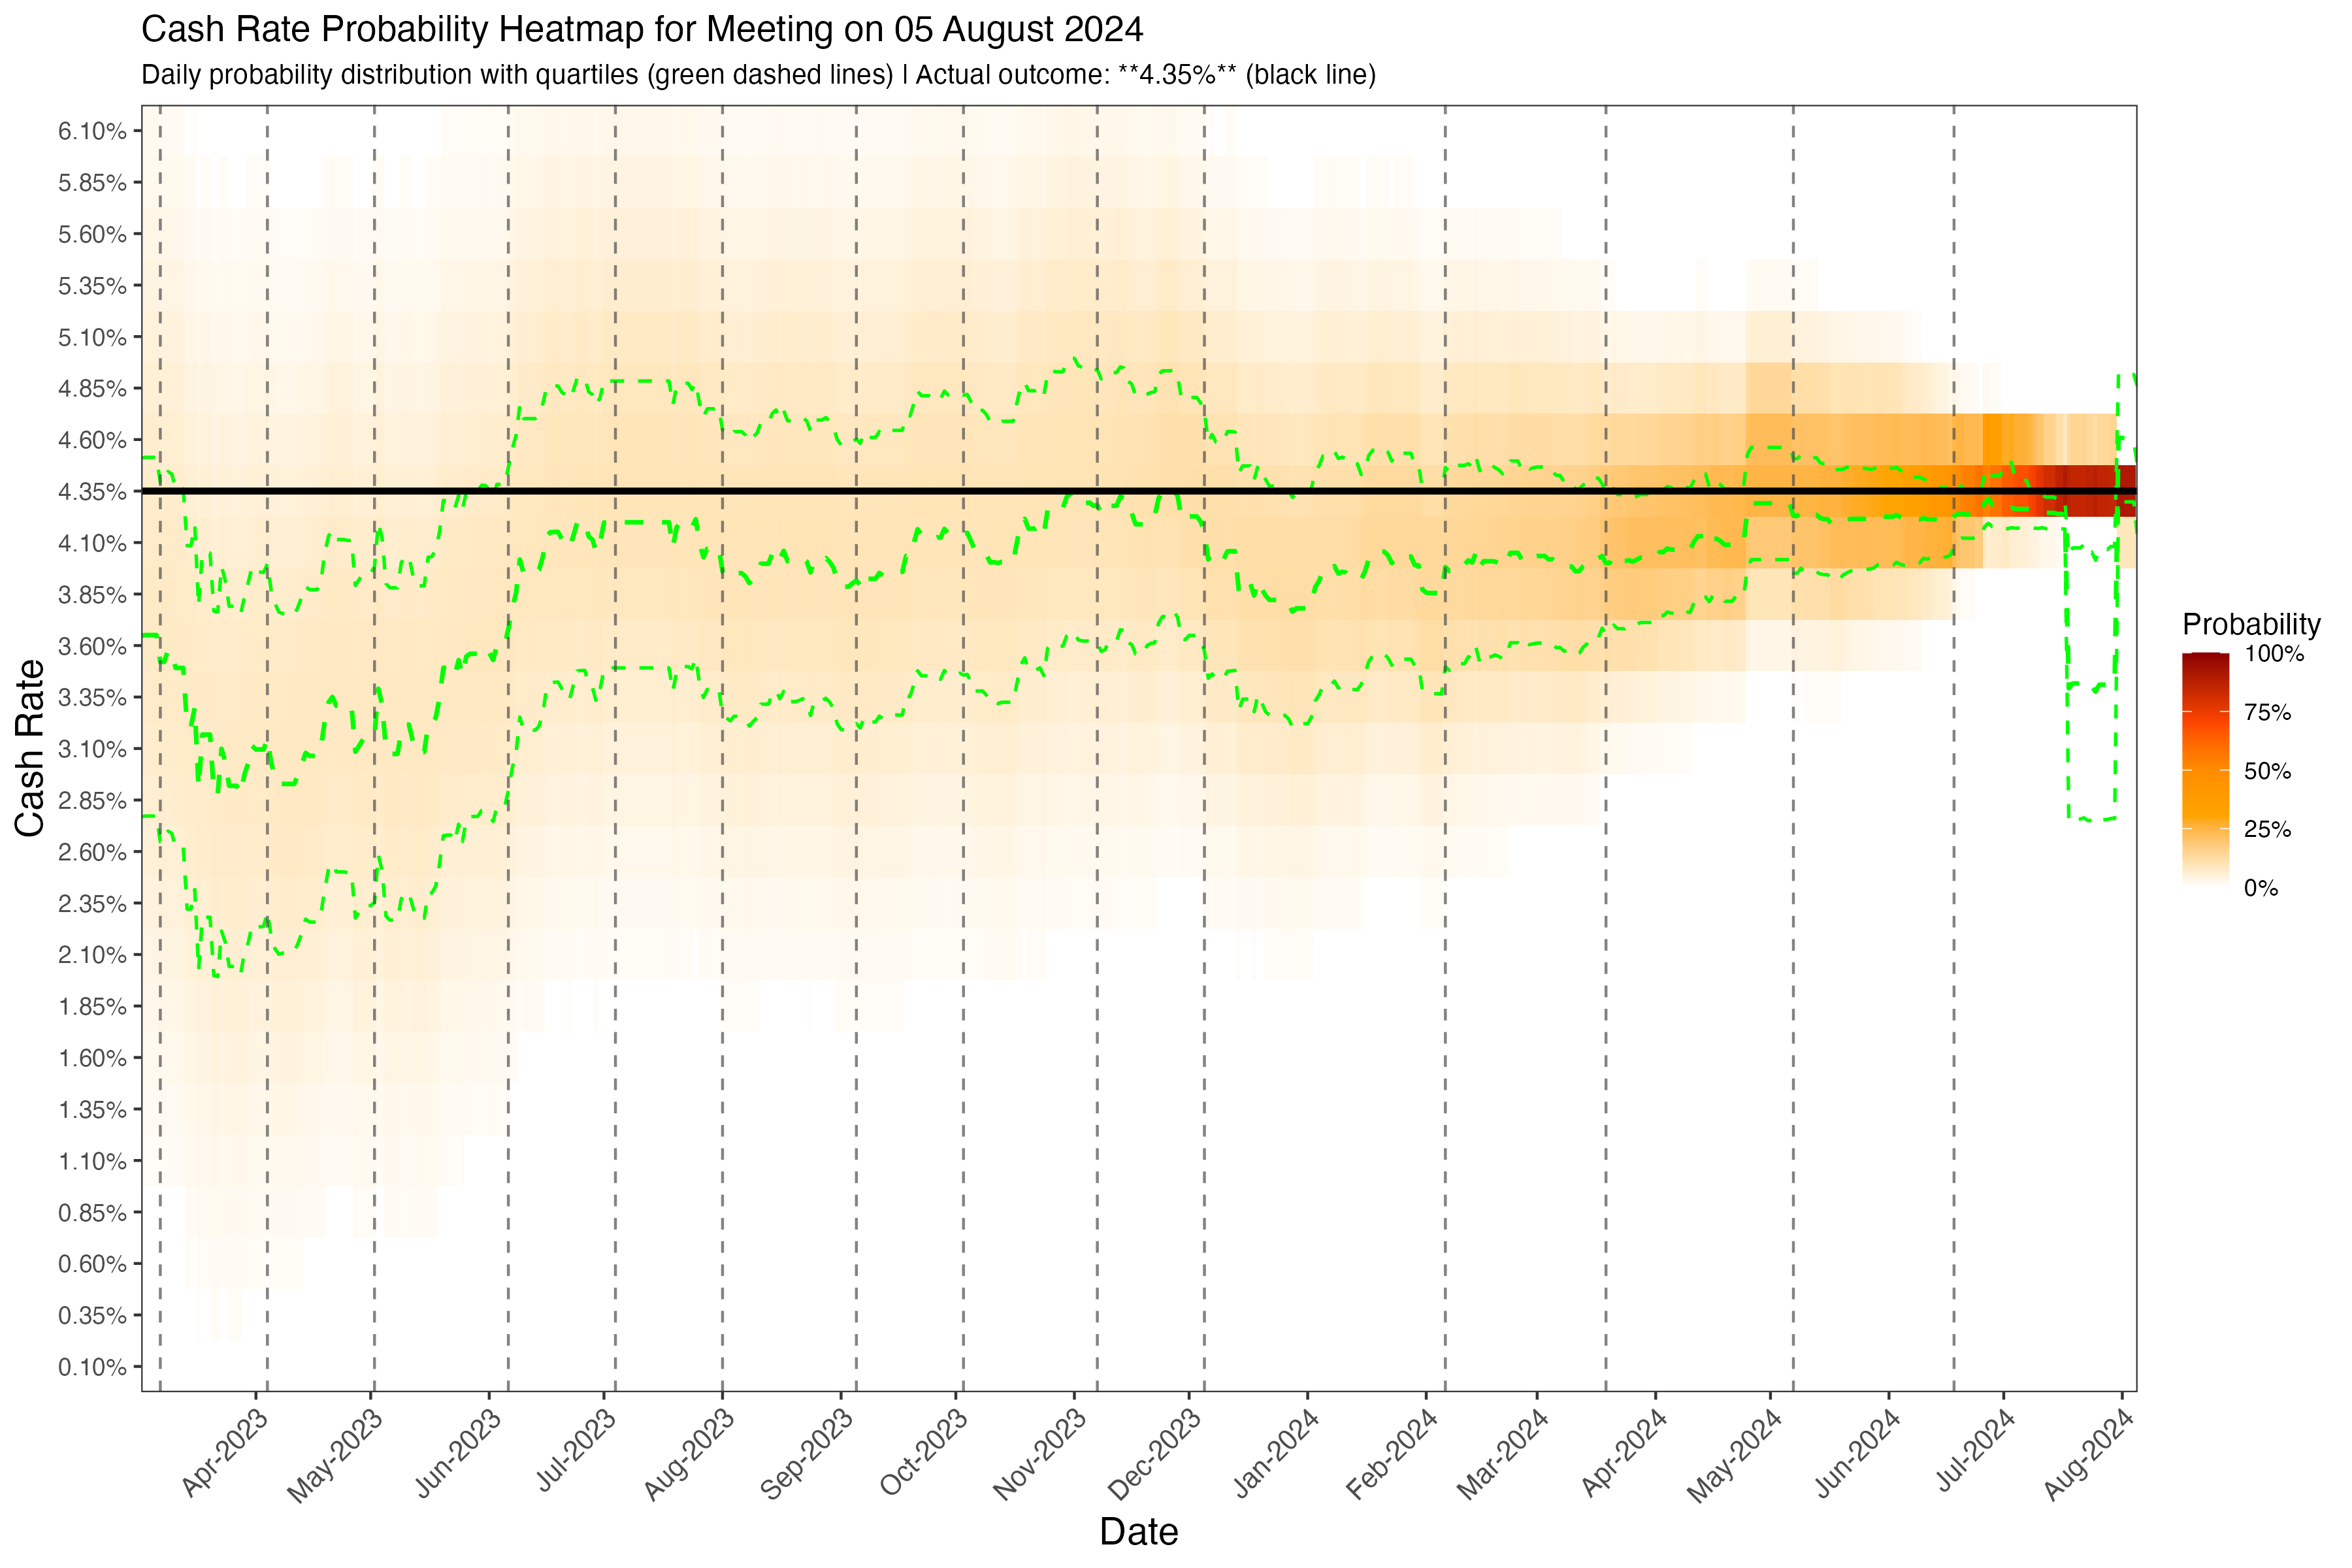 Cash Rate Probability Heatmap for Meeting on 05 August 2024
Daily probability distribution with quartiles (green dashed lines) | Actual outcome: **4.35%** (black line)
6.10%
5.85%
5.60%
5.35%
5.10%
4.85%
4.60%
4.35%
4.10%
3.85%
3.60%
3.35%
3.10%
2.85%
2.60%
2.35%
2.10%
1.85%
1.60%
1.35%
1.10%
0.85%
0.60%
0.35%
0.10%
Cash Rate
Apr-2023
May-2023
Jun-2023
Jul-2023
Aug-2023
Sep-2023
Oct-2023
Nov-2023
Dec-2023
Jan-2024
Feb-2024
Mar-2024
Apr-2024
May-2024
Jun-2024
Jul-2024
Aug-2024
Date
Probability
100%
75%
50%
25%
0%